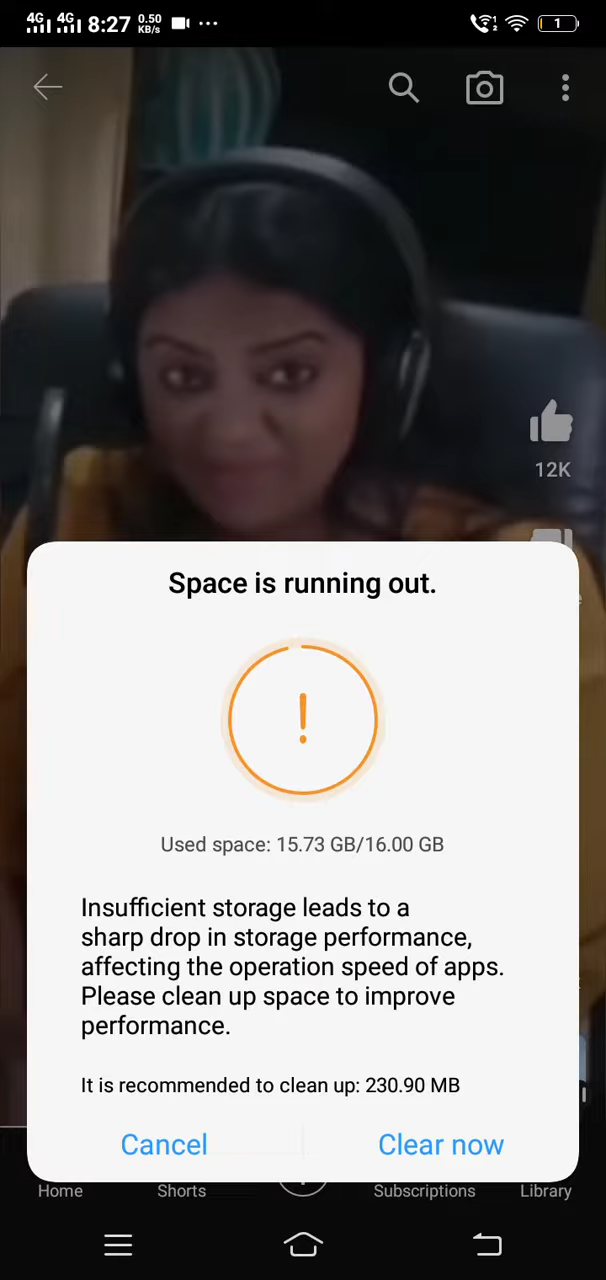 4G 4G 8:27 0.50 KB/s 1 2 1
12K
Space is running out.
!
Used space: 15.73 GB/16.00 GB
Insufficient storage leads to a
sharp drop in storage performance,
affecting the operation speed of apps.
Please clean up space to improve
performance.
It is recommended to clean up: 230.90 MB
Cancel
Clear now
Home
Shorts
Subscriptions
Library